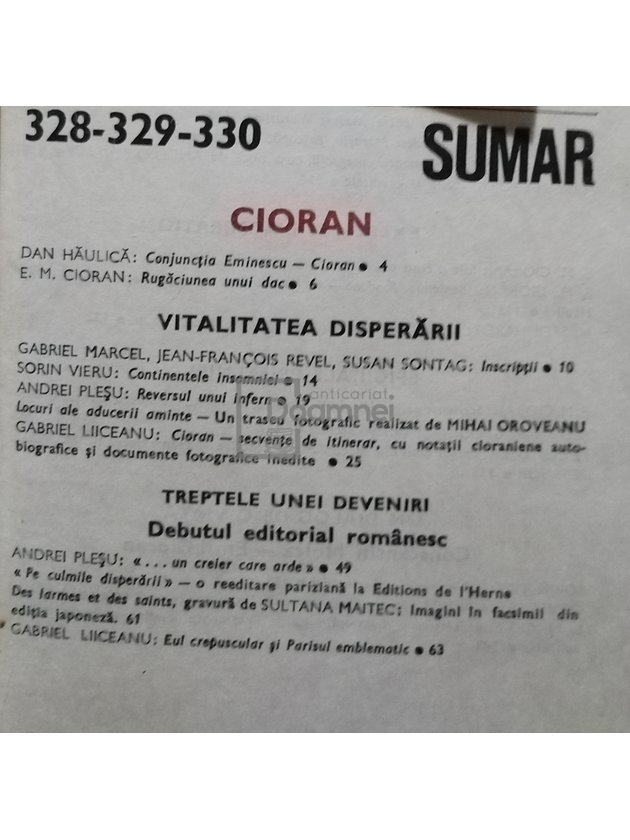 328-329-330
SUMAR
CIORAN
DAN HĂULICĂ: Conjuncția Eminescu — Cioran ● 4
E. M. CIORAN: Rugăciunea unui dac ● 6
VITALITATEA DISPERĂRII
GABRIEL MARCEL, JEAN-FRANÇOIS REVEL, SUSAN SONTAG: Inscripții ● 10
SORIN VIERU: Continentele insomniei ● 14
ANDREI PLEȘU: Reversul unui infern ● 19
Locuri ale aducerii aminte — Un traseu fotografic realizat de MIHAI OROVEANU
GABRIEL LIICEANU: Cioran — secvențe de itinerar, cu notații cioraniene auto-
biografice și documente fotografice inedite ● 25
anticariat
Doamnei
TREPTELE UNEI DEVENIRI
Debutul editorial românesc
ANDREI PLEȘU: « ... un creier care arde » ● 49
« Pe culmile disperării » — o reeditare pariziană la Editions de l'Herne
Des larmes et des saints, gravură de SULTANA MAITEC; Imagini în facsimil din
ediția japoneză. 61
GABRIEL LIICEANU: Eul crepuscular și Parisul emblematic ● 63